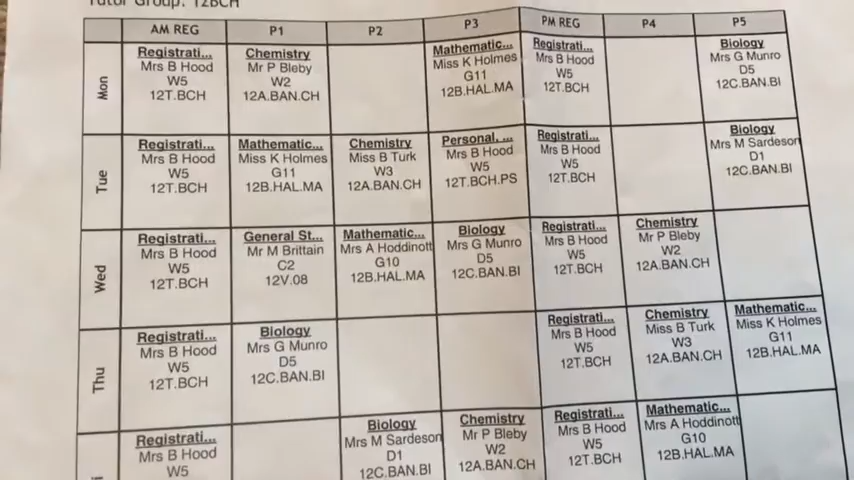 Tutor Group: 12BCH
AM REG P1 P2 P3 PM REG P4 P5
Mon
Registrati...
Mrs B Hood
W5
12T.BCH
Chemistry
Mr P Bleby
W2
12A.BAN.CH
Mathematic...
Miss K Holmes
G11
12B.HAL.MA
Registrati...
Mrs B Hood
W5
12T.BCH
Biology
Mrs G Munro
D5
12C.BAN.BI
Tue
Registrati...
Mrs B Hood
W5
12T.BCH
Mathematic...
Miss K Holmes
G11
12B.HAL.MA
Chemistry
Miss B Turk
W3
12A.BAN.CH
Personal, ...
Mrs B Hood
W5
12T.BCH.PS
Registrati...
Mrs B Hood
W5
12T.BCH
Biology
Mrs M Sardeson
D1
12C.BAN.BI
Wed
Registrati...
Mrs B Hood
W5
12T.BCH
General St...
Mr M Brittain
C2
12V.08
Mathematic...
Mrs A Hoddinott
G10
12B.HAL.MA
Biology
Mrs G Munro
D5
12C.BAN.BI
Registrati...
Mrs B Hood
W5
12T.BCH
Chemistry
Mr P Bleby
W2
12A.BAN.CH
Thu
Registrati...
Mrs B Hood
W5
12T.BCH
Biology
Mrs G Munro
D5
12C.BAN.BI
Registrati...
Mrs B Hood
W5
12T.BCH
Chemistry
Miss B Turk
W3
12A.BAN.CH
Mathematic...
Miss K Holmes
G11
12B.HAL.MA
Registrati...
Mrs B Hood
W5
Biology
Mrs M Sardeson
D1
12C.BAN.BI
Chemistry
Mr P Bleby
W2
12A.BAN.CH
Registrati...
Mrs B Hood
W5
12T.BCH
Mathematic...
Mrs A Hoddinott
G10
12B.HAL.MA